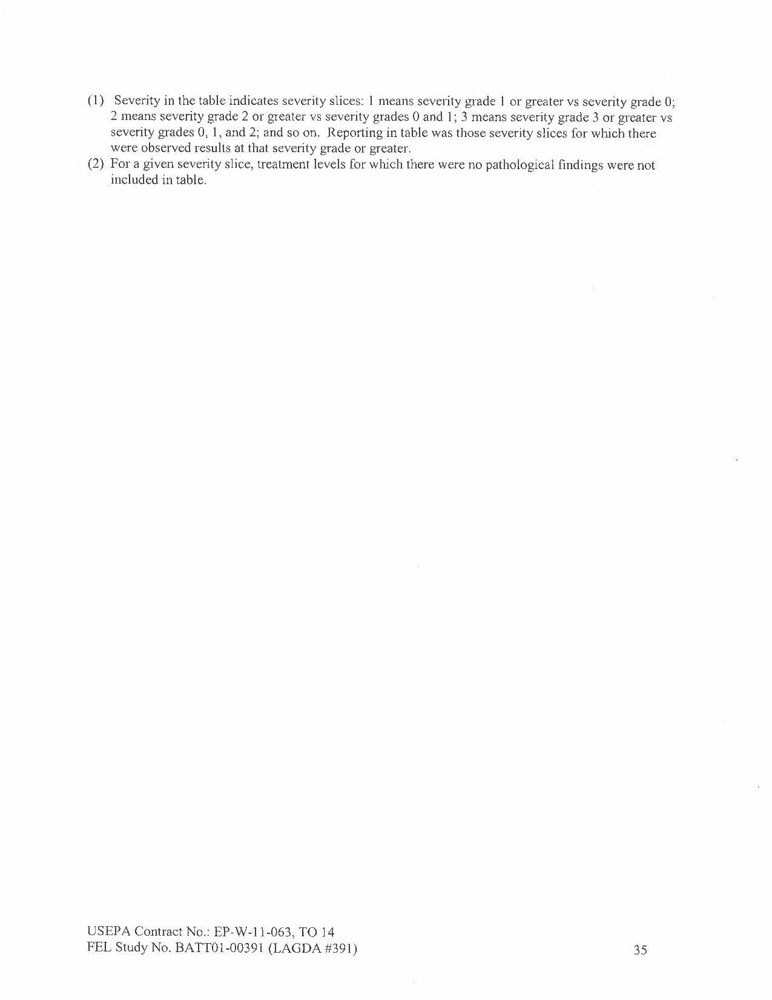 (1) Severity in the table indicates severity slices: 1 means severity grade 1 or greater vs severity grade 0;
2 means severity grade 2 or greater vs severity grades 0 and 1; 3 means severity grade 3 or greater vs
severity grades 0, 1, and 2; and so on. Reporting in table was those severity slices for which there
were observed results at that severity grade or greater.
(2) For a given severity slice, treatment levels for which there were no pathological findings were not
included in table.
USEPA Contract No.: EP-W-11-063, TO 14
FEL Study No. BATT01-00391 (LAGDA #391)
35